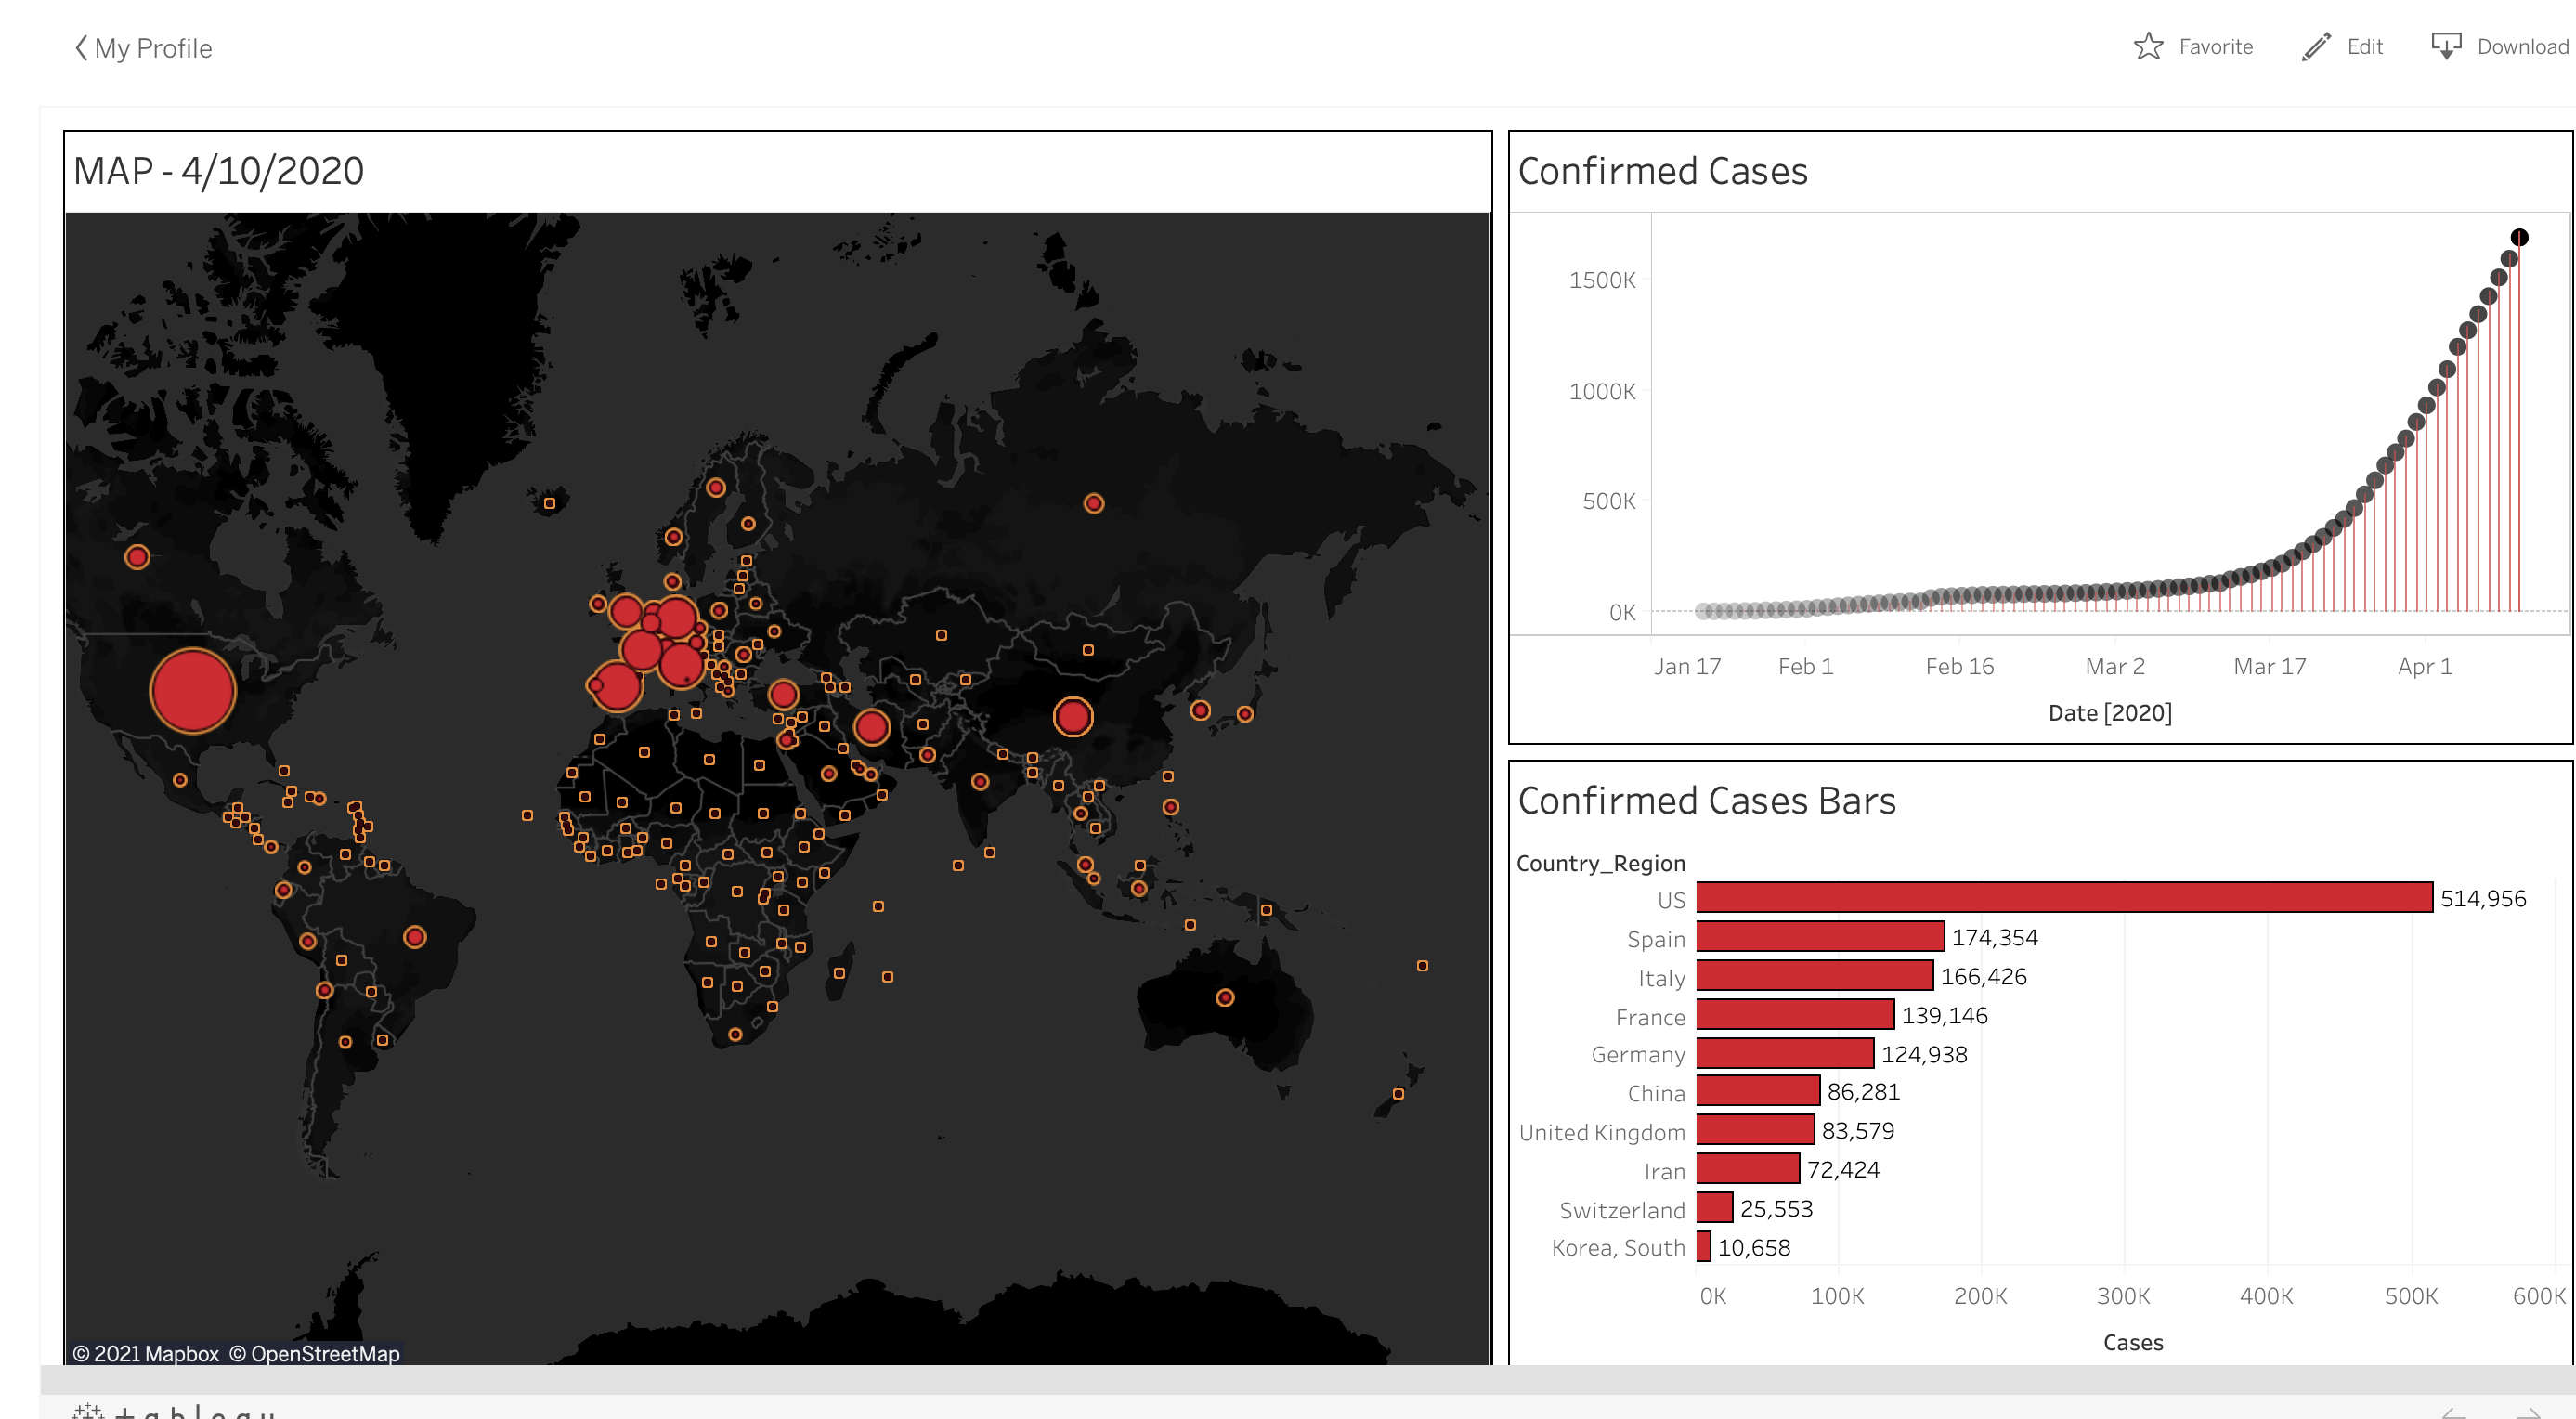 My Profile
Favorite
Edit
Download
MAP - 4/10/2020
© 2021 Mapbox © OpenStreetMap
Confirmed Cases
1500K
1000K
500K
0K
Jan 17
Feb 1
Feb 16
Mar 2
Mar 17
Apr 1
Date [2020]
Confirmed Cases Bars
Country_Region
US 514,956
Spain 174,354
Italy 166,426
France 139,146
Germany 124,938
China 86,281
United Kingdom 83,579
Iran 72,424
Switzerland 25,553
Korea, South 10,658
0K
100K
200K
300K
400K
500K
600K
Cases
tableau